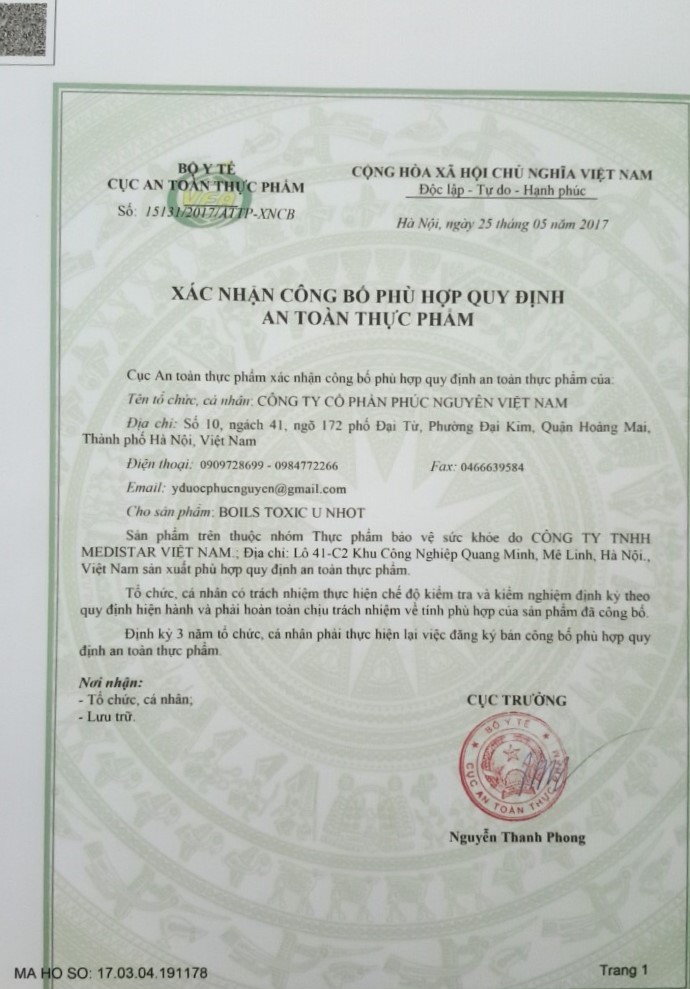 BỘ Y TẾ
CỤC AN TOÀN THỰC PHẨM
VFA
Số: 15131/2017/ATTP-XNCB
CỘNG HÒA XÃ HỘI CHỦ NGHĨA VIỆT NAM
Độc lập - Tự do - Hạnh phúc
Hà Nội, ngày 25 tháng 05 năm 2017
XÁC NHẬN CÔNG BỐ PHÙ HỢP QUY ĐỊNH
AN TOÀN THỰC PHẨM
Cục An toàn thực phẩm xác nhận công bố phù hợp quy định an toàn thực phẩm của:
Tên tổ chức, cá nhân: CÔNG TY CỔ PHẦN PHÚC NGUYÊN VIỆT NAM
Địa chỉ: Số 10, ngách 41, ngõ 172 phố Đại Từ, Phường Đại Kim, Quận Hoàng Mai,
Thành phố Hà Nội, Việt Nam
Điện thoại: 0909728699 - 0984772266 Fax: 0466639584
Email: yduocphucnguyen@gmail.com
Cho sản phẩm: BOILS TOXIC U NHOT
Sản phẩm trên thuộc nhóm Thực phẩm bảo vệ sức khỏe do CÔNG TY TNHH
MEDISTAR VIỆT NAM.; Địa chỉ: Lô 41-C2 Khu Công Nghiệp Quang Minh, Mê Linh, Hà Nội.,
Việt Nam sản xuất phù hợp quy định an toàn thực phẩm.
Tổ chức, cá nhân có trách nhiệm thực hiện chế độ kiểm tra và kiểm nghiệm định kỳ theo
quy định hiện hành và phải hoàn toàn chịu trách nhiệm về tính phù hợp của sản phẩm đã công bố.
Định kỳ 3 năm tổ chức, cá nhân phải thực hiện lại việc đăng ký bản công bố phù hợp quy
định an toàn thực phẩm.
Nơi nhận:
- Tổ chức, cá nhân;
- Lưu trữ.
CỤC TRƯỞNG
BỘ Y TẾ
CỤC AN TOÀN THỰC PHẨM
Nguyễn Thanh Phong
MA HO SO: 17.03.04.191178
Trang 1